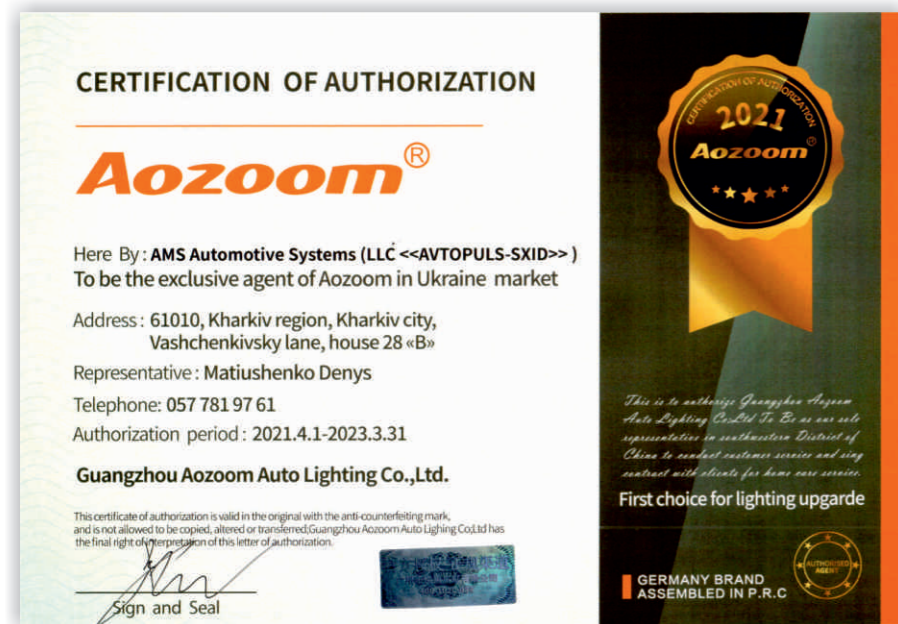 CERTIFICATION OF AUTHORIZATION
Aozoom®
Here By : AMS Automotive Systems (LLC <<AVTOPULS-SXID>> )
To be the exclusive agent of Aozoom in Ukraine market
Address : 61010, Kharkiv region, Kharkiv city,
Vashchenkivsky lane, house 28 «B»
Representative : Matiushenko Denys
Telephone: 057 781 97 61
Authorization period : 2021.4.1-2023.3.31
Guangzhou Aozoom Auto Lighting Co.,Ltd.
This certificate of authorization is valid in the original with the anti-counterfeiting mark,
and is not allowed to be copied, altered or transferred;Guangzhou Aozoom Auto Lighing Co.,Ltd has
the final right of interpretation of this letter of authorization.
Sign and Seal
CERTIFICATION OF AUTHORIZATION
2021
Aozoom®
This is to authorize Guangzhou Aozoom
Auto Lighting Co.Ltd To Be as our sole
representative in southwestern District of
China to conduct customer service and sing
contract with clients for home care service.
First choice for lighting upgarde
GERMANY BRAND
ASSEMBLED IN P.R.C
AUTHORISED
AGENT